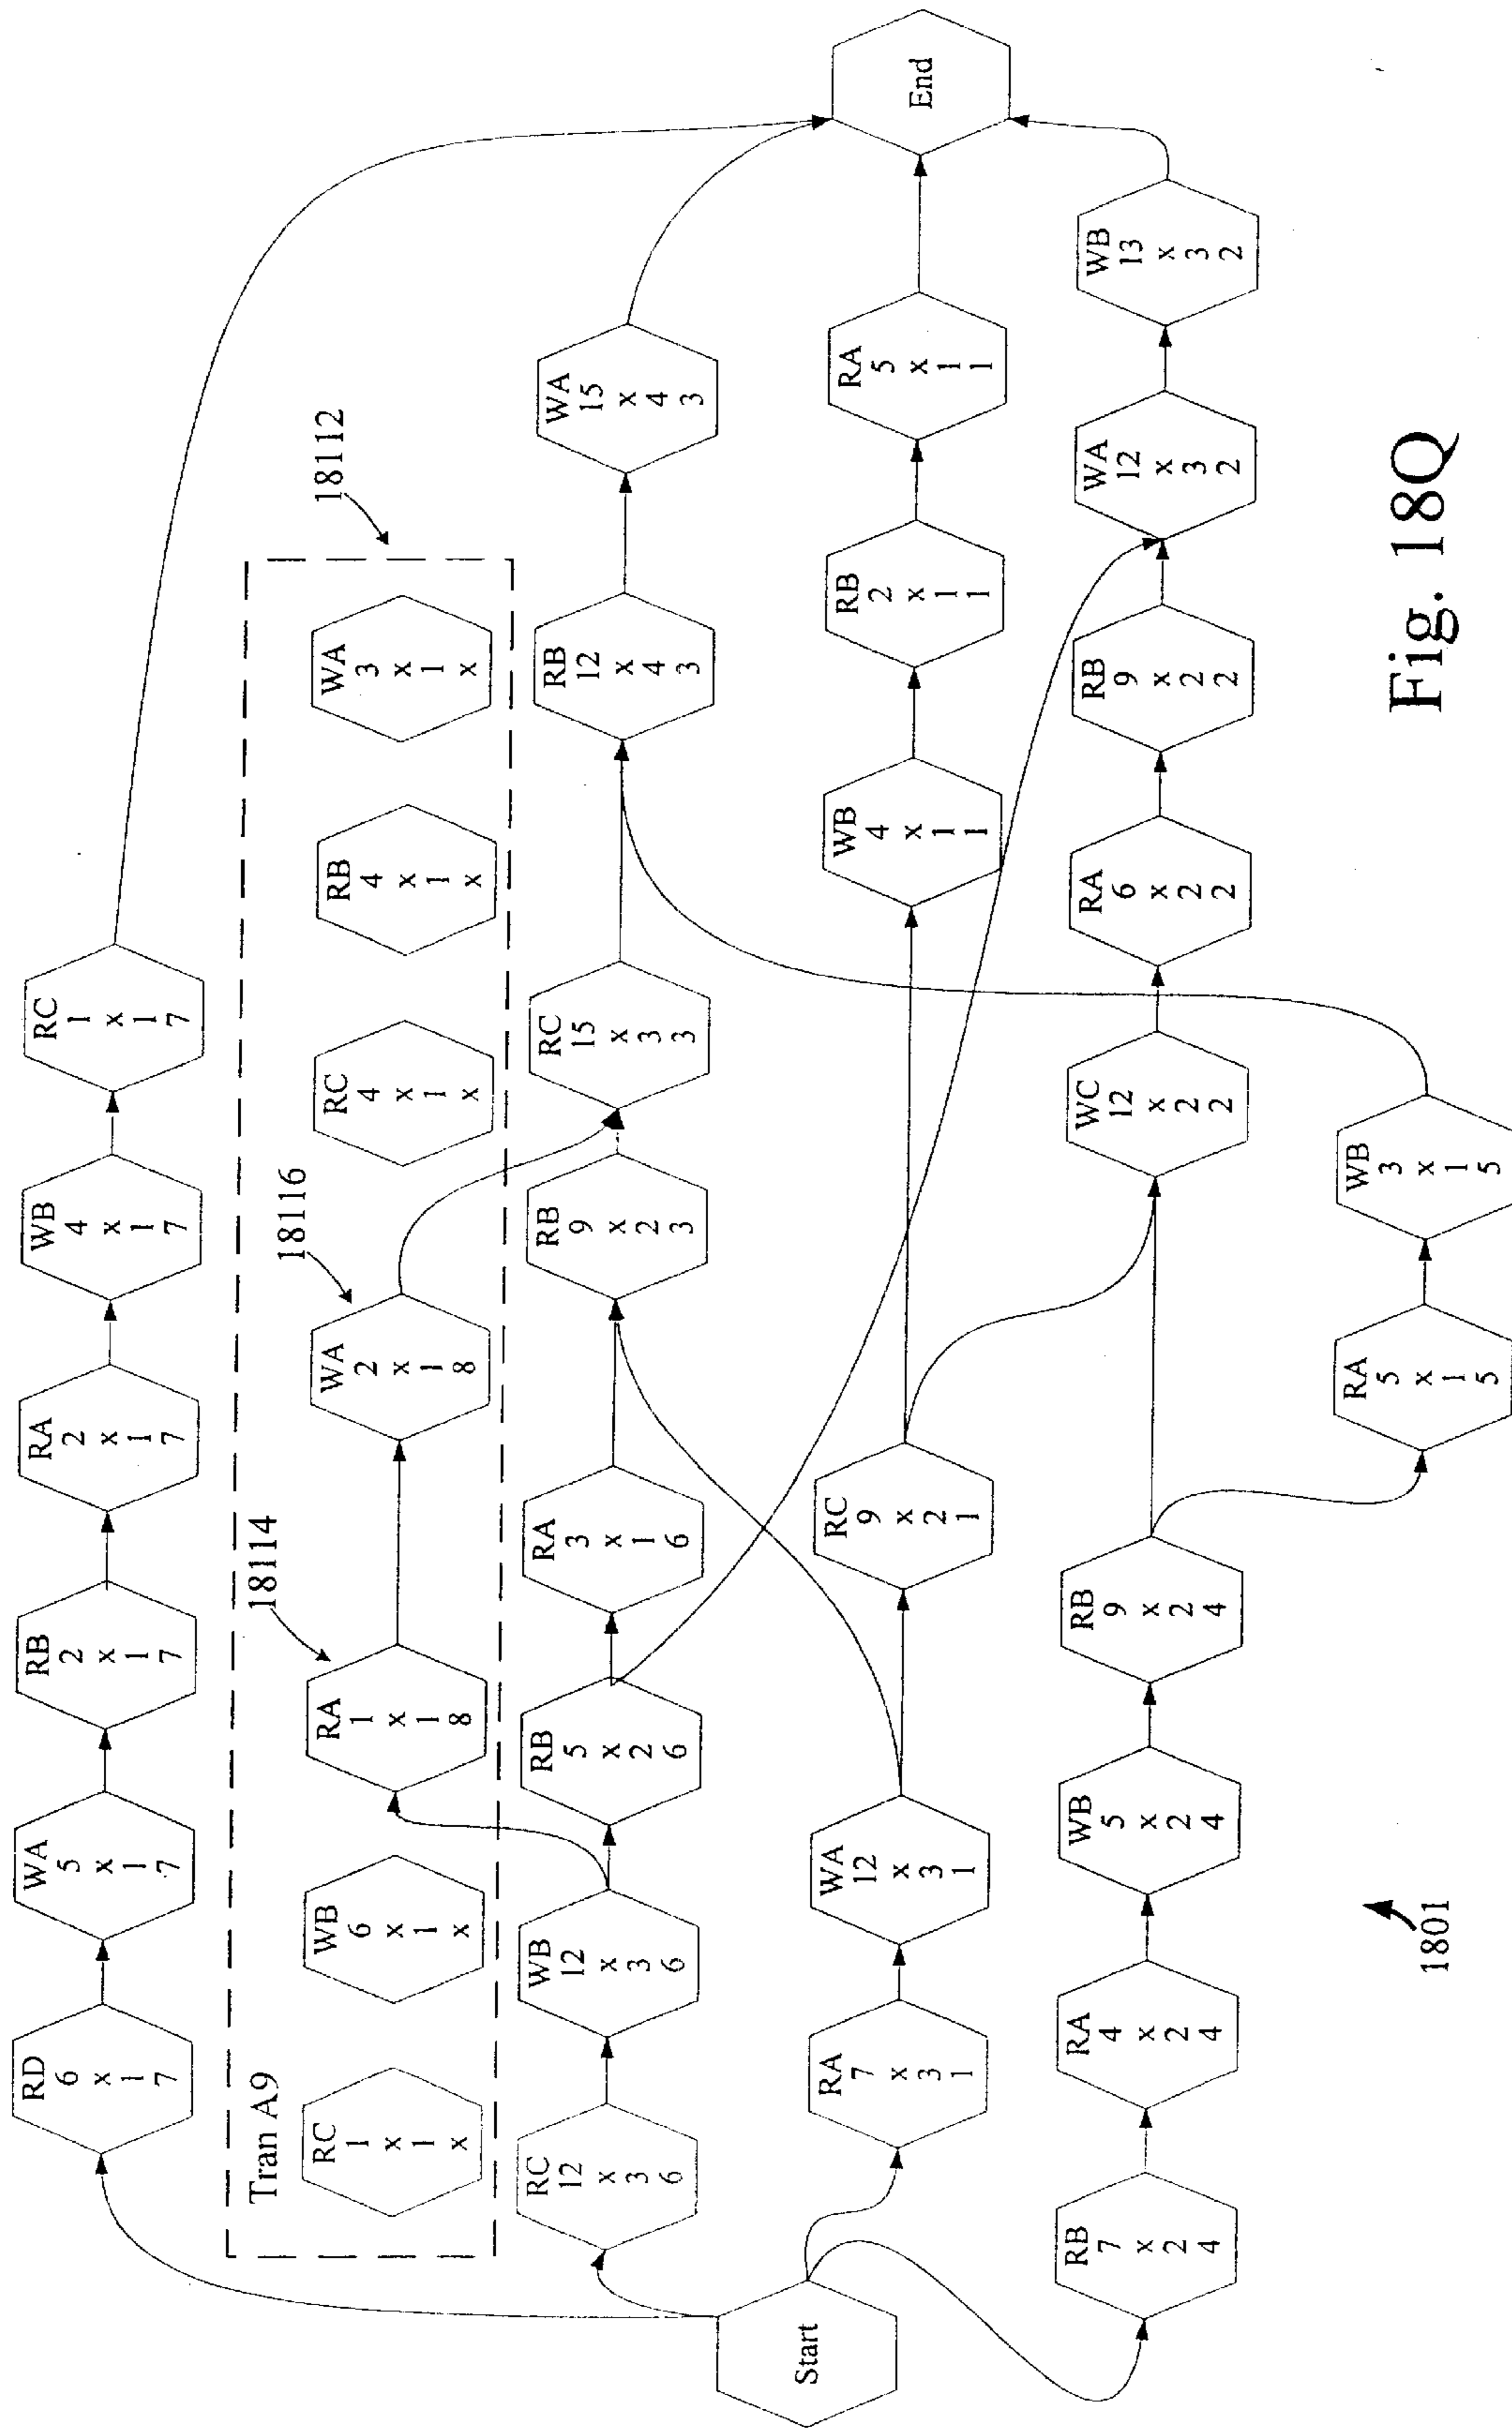 RD
6
x
1
7
WA
5
x
1
7
RB
2
x
1
7
RA
2
x
1
7
WB
4
x
1
7
RC
1
x
1
7
Tran A9
RC
1
x
1
x
WB
6
x
1
x
18114
RA
1
x
1
8
18116
WA
2
x
1
8
RC
4
x
1
x
RB
4
x
1
x
WA
3
x
1
x
18112
RC
12
x
3
6
WB
12
x
3
6
RB
5
x
2
6
RA
3
x
1
6
RB
9
x
2
3
RC
15
x
3
3
RB
12
x
4
3
WA
15
x
4
3
Start
RA
7
x
3
1
WA
12
x
3
1
RC
9
x
2
1
WB
4
x
1
1
RB
2
x
1
1
RA
5
x
1
1
End
RB
7
x
2
4
RA
4
x
2
4
WB
5
x
2
4
RB
9
x
2
4
WC
12
x
2
2
RA
6
x
2
2
RB
9
x
2
2
WA
12
x
3
2
WB
13
x
3
2
RA
5
x
1
5
WB
3
x
1
5
1801
Fig. 18Q